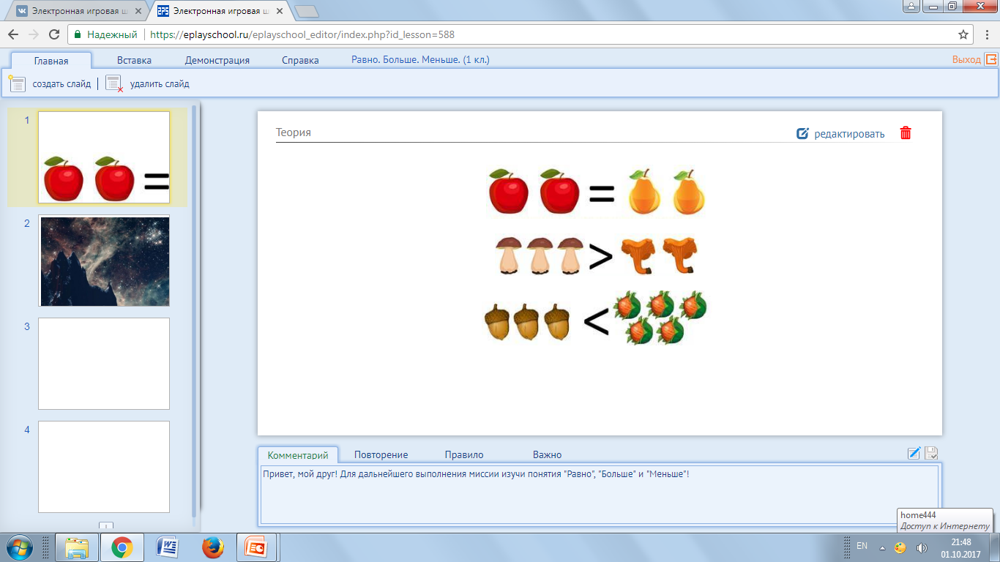 Электронная игровая ш
Электронная игровая ш
Надежный https://eplayschool.ru/eplayschool_editor/index.php?id_lesson=588
Главная Вставка Демонстрация Справка Равно. Больше. Меньше. (1 кл.) Выход
создать слайд удалить слайд
1
=
2
3
4
Теория редактировать
=
>
<
Комментарий Повторение Правило Важно
Привет, мой друг! Для дальнейшего выполнения миссии изучи понятия "Равно", "Больше" и "Меньше"!
home444
Доступ к Интернету
EN 21:48
01.10.2017